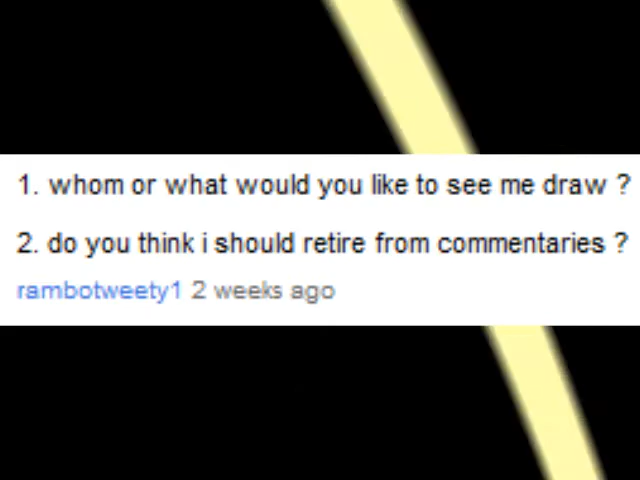 1. whom or what would you like to see me draw ?
2. do you think i should retire from commentaries ?
rambotweety1 2 weeks ago